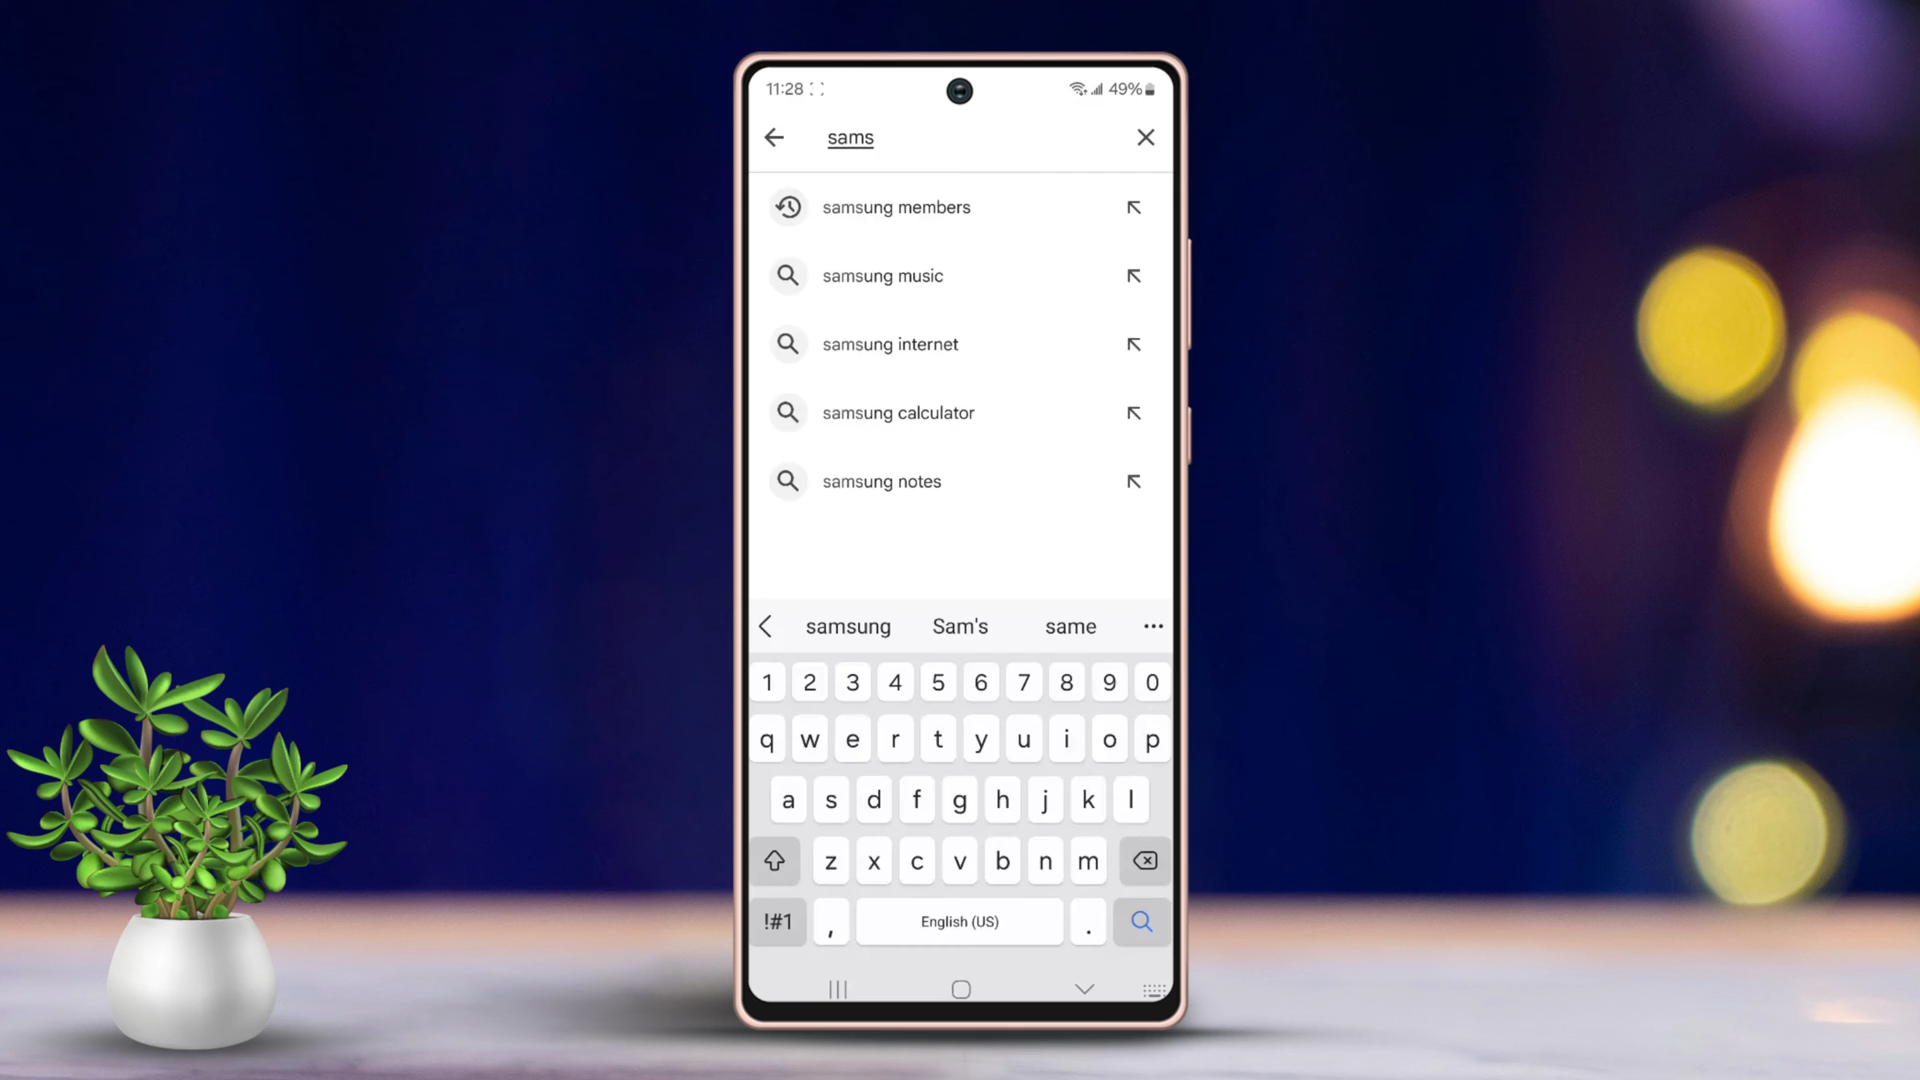 11:28 49%
sams
samsung members
samsung music
samsung internet
samsung calculator
samsung notes
samsung Sam's same
1 2 3 4 5 6 7 8 9 0
q w e r t y u i o p
a s d f g h j k l
z x c v b n m
!#1 , English (US) .